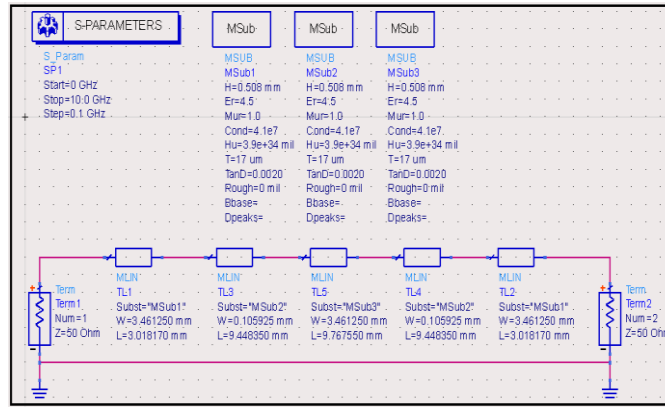 S-PARAMETERS
S_Param
SP1
Start=0 GHz
Stop=10.0 GHz
Step=0.1 GHz
MSub
MSUB
MSub1
H=0.508 mm
Er=4.5
Mur=1.0
Cond=4.1e7
Hu=3.9e+34 mil
T=17 um
TanD=0.0020
Rough=0 mil
Bbase=
Dpeaks=
MSub
MSUB
MSub2
H=0.508 mm
Er=4.5
Mur=1.0
Cond=4.1e7
Hu=3.9e+34 mil
T=17 um
TanD=0.0020
Rough=0 mil
Bbase=
Dpeaks=
MSub
MSUB
MSub3
H=0.508 mm
Er=4.5
Mur=1.0
Cond=4.1e7
Hu=3.9e+34 mil
T=17 um
TanD=0.0020
Rough=0 mil
Bbase=
Dpeaks=
Term
Term1
Num=1
Z=50 Ohm
MLIN
TL1
Subst="MSub1"
W=3.461250 mm
L=3.018170 mm
MLIN
TL3
Subst="MSub2"
W=0.105925 mm
L=9.448350 mm
MLIN
TL5
Subst="MSub3"
W=3.461250 mm
L=9.767550 mm
MLIN
TL4
Subst="MSub2"
W=0.105925 mm
L=9.448350 mm
MLIN
TL2
Subst="MSub1"
W=3.461250 mm
L=3.018170 mm
Term
Term2
Num=2
Z=50 Ohm